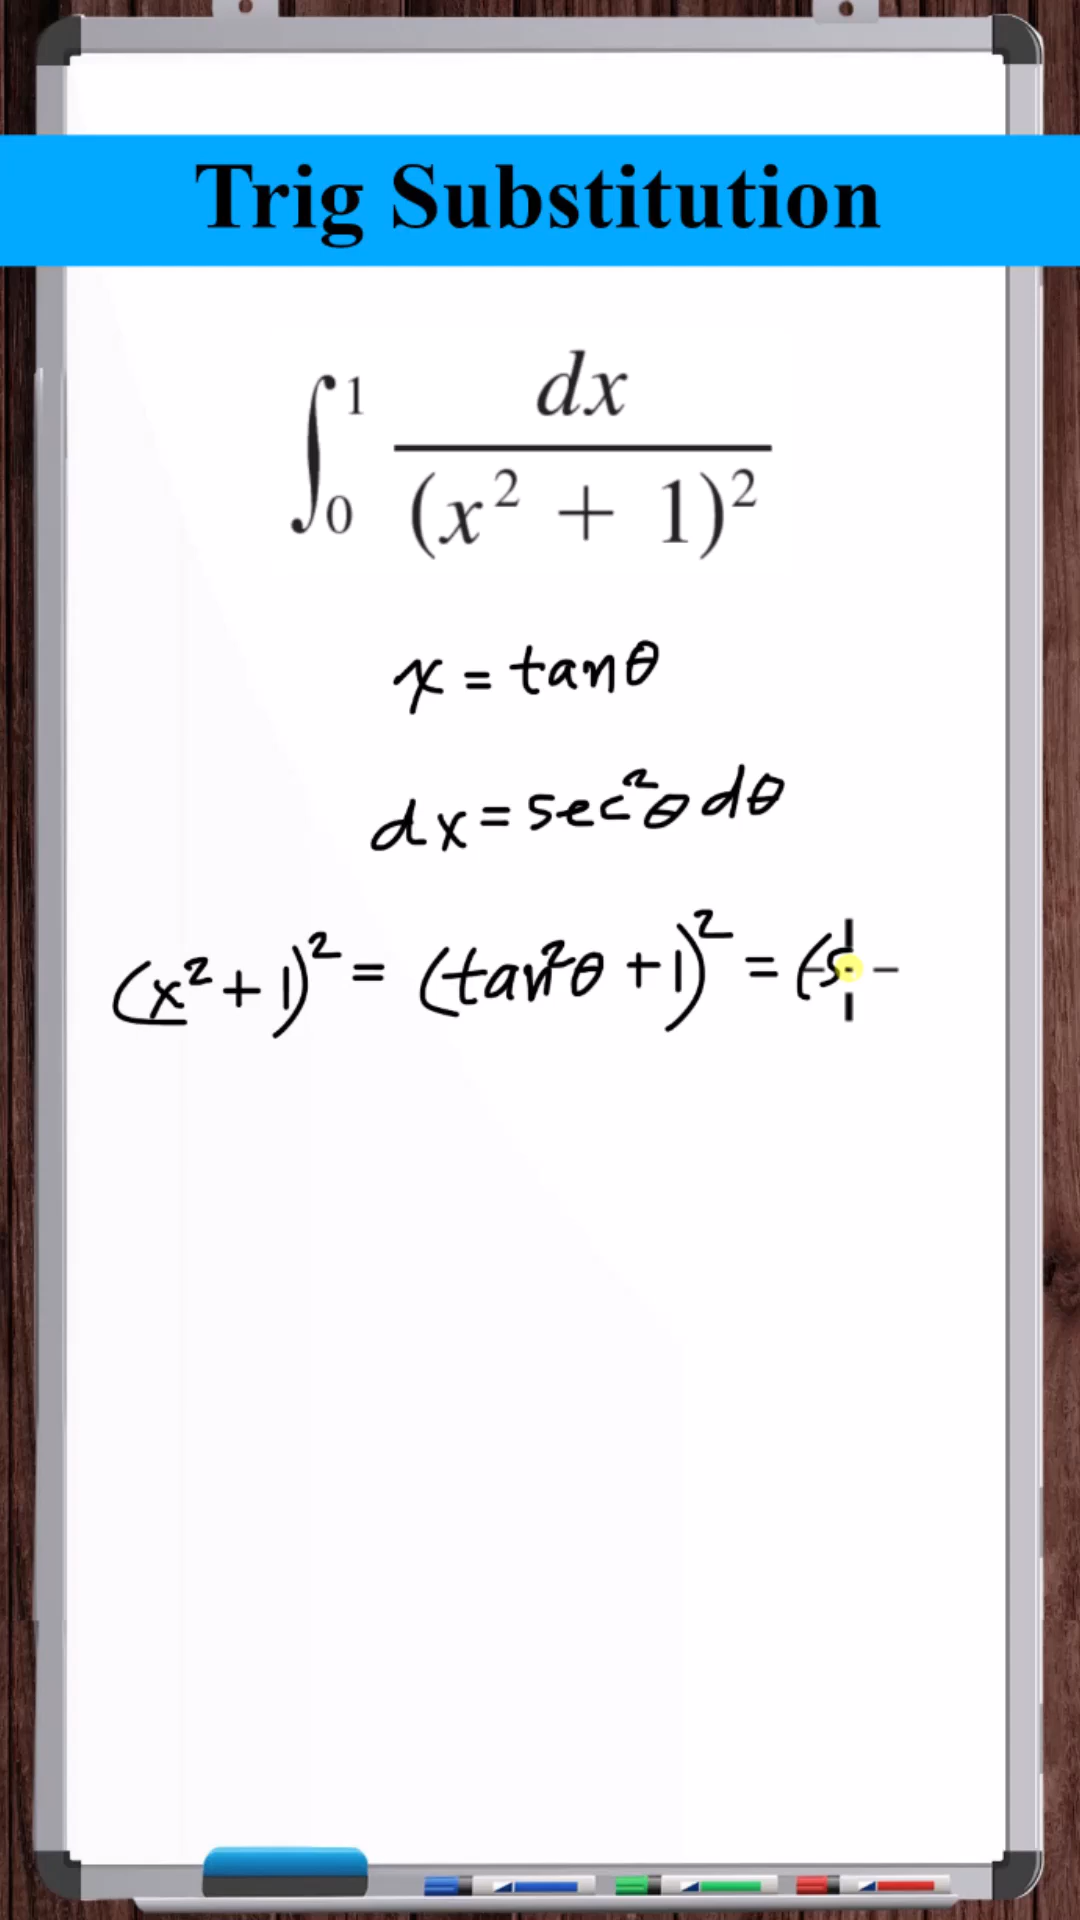 Trig Substitution
∫₀¹ dx / (x² + 1)²
x = tanθ
dx = sec²θ dθ
(x² + 1)² = (tan²θ + 1)² = (s